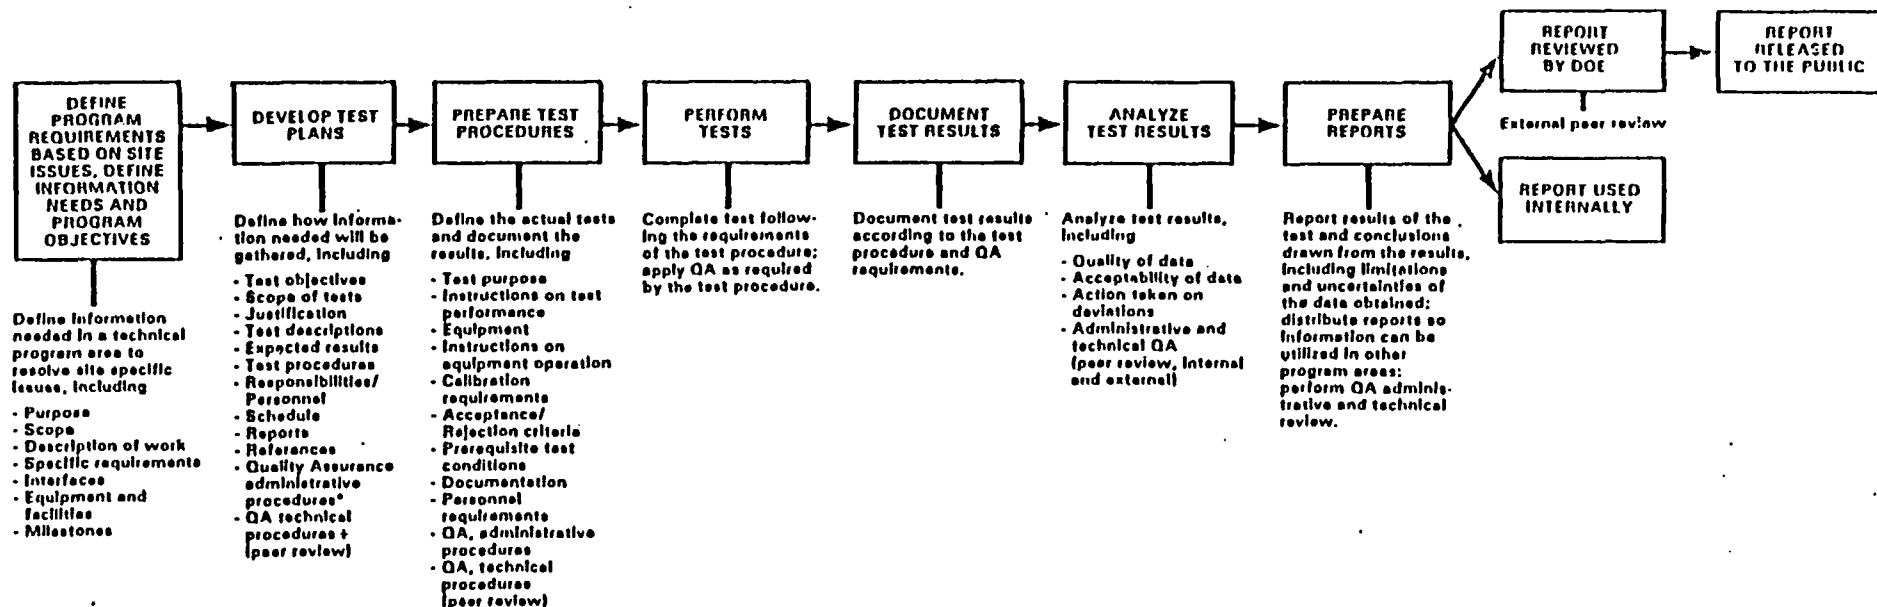 DEFINE
PROGRAM
REQUIREMENTS
BASED ON SITE
ISSUES, DEFINE
INFORMATION
NEEDS AND
PROGRAM
OBJECTIVES
Define Information
needed in a technical
program area to
resolve site specific
issues, including
- Purpose
- Scope
- Description of work
- Specific requirements
- Interfaces
- Equipment and
facilities
- Milestones
DEVELOP TEST
PLANS
Define how informa-
tion needed will be
gathered, including
- Test objectives
- Scope of tests
- Justification
- Test descriptions
- Expected results
- Test procedures
- Responsibilities/
Personnel
- Schedule
- Reports
- References
- Quality Assurance
administrative
procedures*
- QA technical
procedures +
(peer review)
PREPARE TEST
PROCEDURES
Define the actual tests
and document the
results, including
- Test purpose
- Instructions on test
performance
- Equipment
- Instructions on
equipment operation
- Calibration
requirements
- Acceptance/
Rejection criteria
- Prerequisite test
conditions
- Documentation
- Personnel
requirements
- QA, administrative
procedures
- QA, technical
procedures
(peer review)
PERFORM
TESTS
Complete test follow-
ing the requirements
of the test procedure;
apply QA as required
by the test procedure.
DOCUMENT
TEST RESULTS
Document test results
according to the test
procedure and QA
requirements.
ANALYZE
TEST RESULTS
Analyze test results,
including
- Quality of data
- Acceptability of data
- Action taken on
deviations
- Administrative and
technical QA
(peer review, internal
and external)
PREPARE
REPORTS
Report results of the
test and conclusions
drawn from the results,
including limitations
and uncertainties of
the data obtained;
distribute reports so
information can be
utilized in other
program areas;
perform QA adminis-
trative and technical
review.
REPORT
REVIEWED
BY DOE
External peer review
REPORT
RELEASED
TO THE PUBLIC
REPORT USED
INTERNALLY